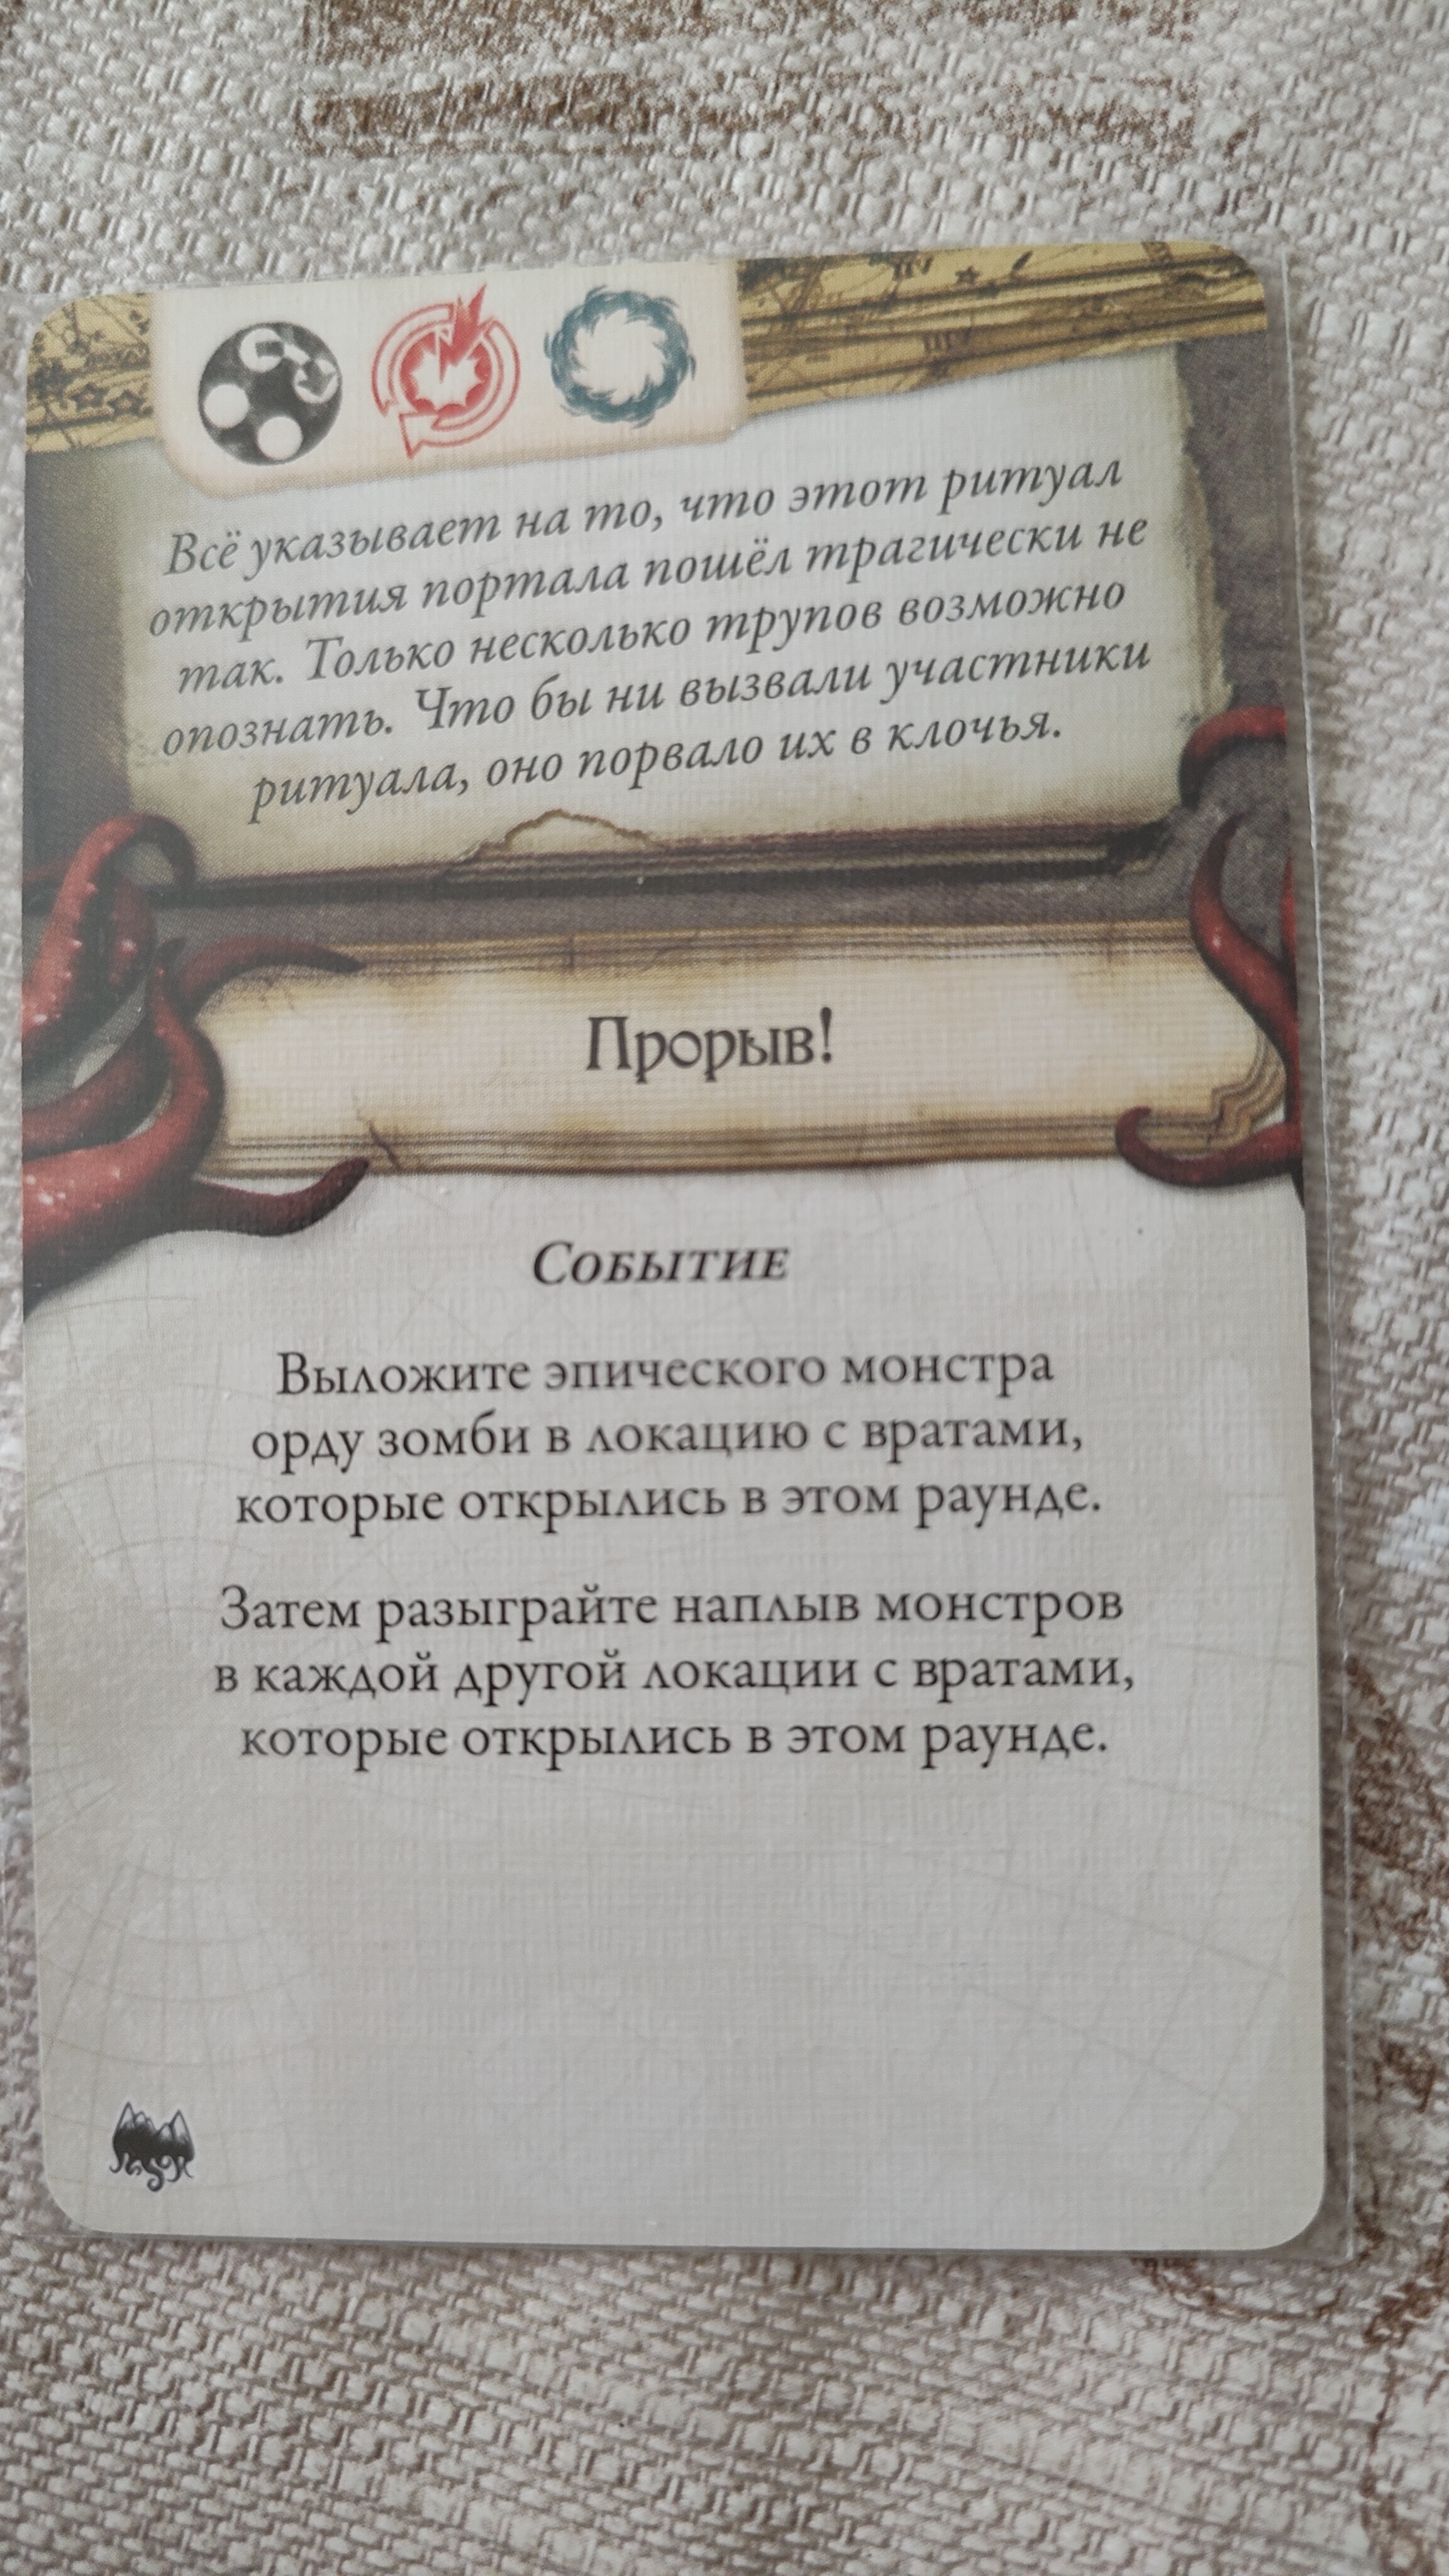 Всё указывает на то, что этот ритуал
открытия портала пошёл трагически не
так. Только несколько трупов возможно
опознать. Что бы ни вызвали участники
ритуала, оно порвало их в клочья.
Прорыв!
Событие
Выложите эпического монстра
орду зомби в локацию с вратами,
которые открылись в этом раунде.
Затем разыграйте наплыв монстров
в каждой другой локации с вратами,
которые открылись в этом раунде.